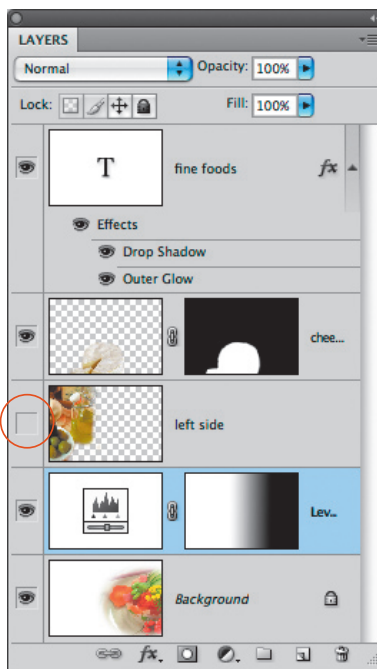 LAYERS
Normal Opacity: 100%
Lock: Fill: 100%
T fine foods fx
Effects
Drop Shadow
Outer Glow
chee...
left side
Lev...
Background
fx.